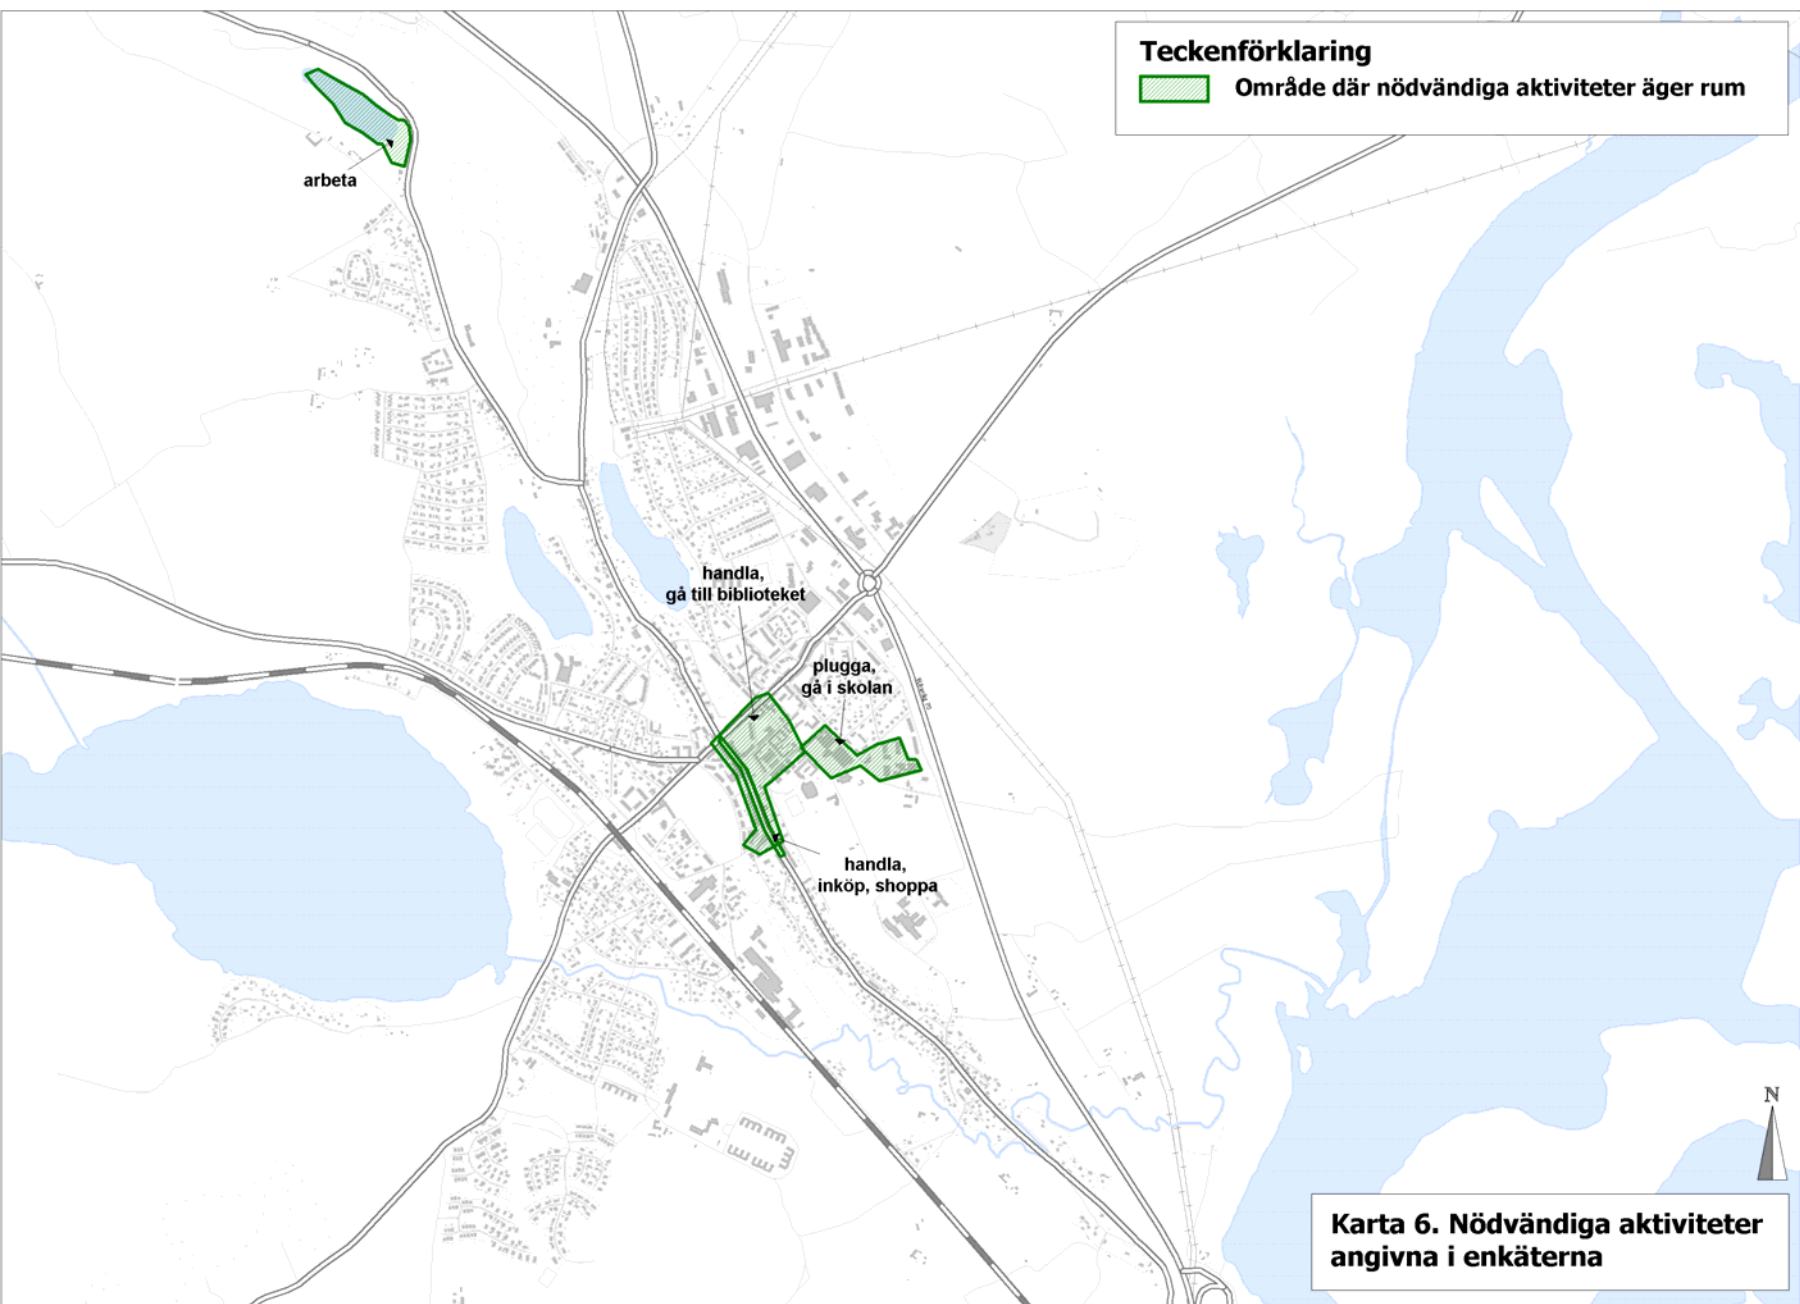 Teckenförklaring
Område där nödvändiga aktiviteter äger rum
arbeta
handla,
gå till biblioteket
plugga,
gå i skolan
handla,
inköp, shoppa
N
Karta 6. Nödvändiga aktiviteter
angivna i enkäterna